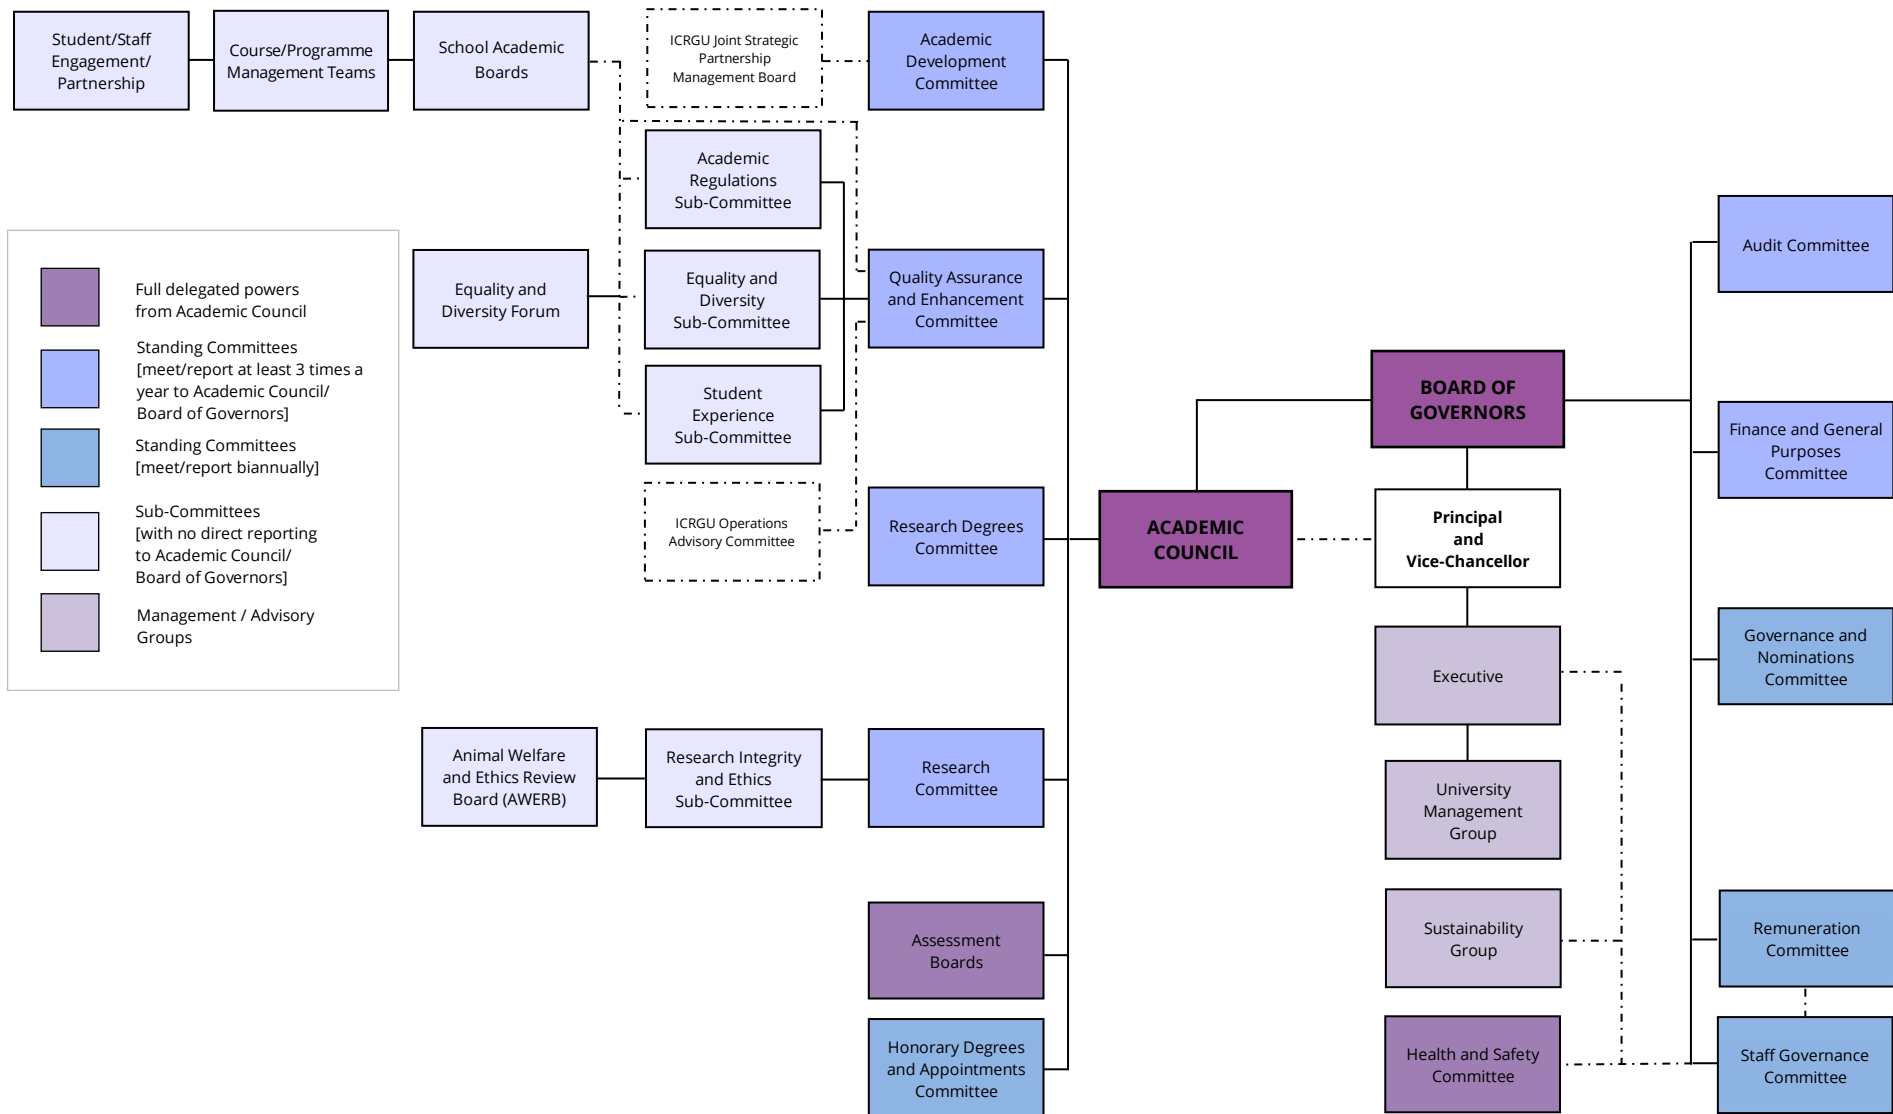 Student/Staff
Engagement/
Partnership
Course/Programme
Management Teams
School Academic
Boards
ICRGU Joint Strategic
Partnership
Management Board
Academic
Development
Committee
Academic
Regulations
Sub-Committee
Audit Committee
Full delegated powers
from Academic Council
Standing Committees
[meet/report at least 3 times a
year to Academic Council/
Board of Governors]
Standing Committees
[meet/report biannually]
Sub-Committees
[with no direct reporting
to Academic Council/
Board of Governors]
Management / Advisory
Groups
Equality and
Diversity Forum
Equality and
Diversity
Sub-Committee
Quality Assurance
and Enhancement
Committee
Student
Experience
Sub-Committee
BOARD OF
GOVERNORS
Finance and General
Purposes
Committee
ICRGU Operations
Advisory Committee
Research Degrees
Committee
ACADEMIC
COUNCIL
Principal
and
Vice-Chancellor
Executive
Governance and
Nominations
Committee
Animal Welfare
and Ethics Review
Board (AWERB)
Research Integrity
and Ethics
Sub-Committee
Research
Committee
University
Management
Group
Assessment
Boards
Sustainability
Group
Remuneration
Committee
Honorary Degrees
and Appointments
Committee
Health and Safety
Committee
Staff Governance
Committee